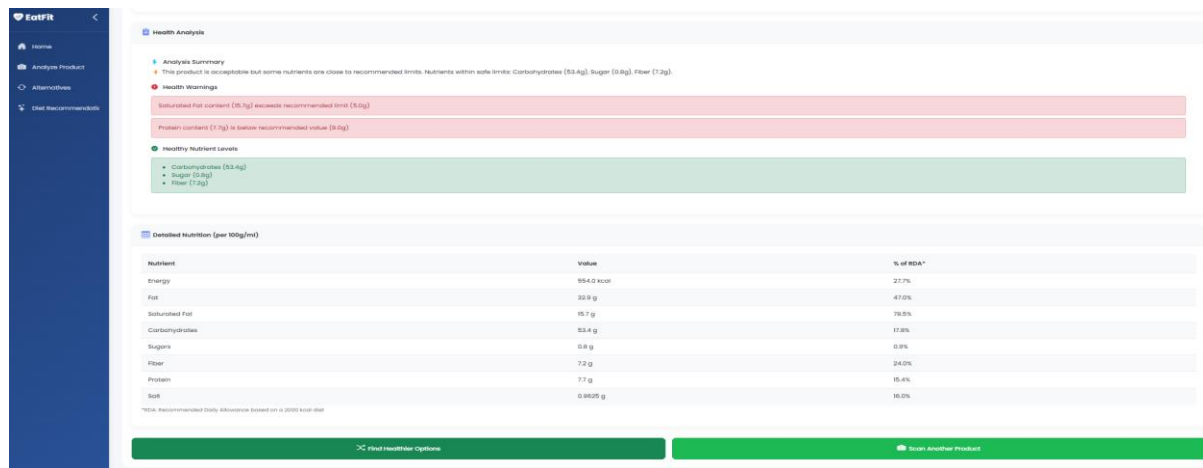 EatFit
Home
Analyze Product
Alternatives
Diet Recommendatis
Health Analysis
Analysis Summary
This product is acceptable but some nutrients are close to recommended limits. Nutrients within safe limits: Carbohydrates (53.4g), Sugar (0.8g), Fiber (7.2g).
Health Warnings
Saturated Fat content (15.7g) exceeds recommended limit (5.0g)
Protein content (7.7g) is below recommended value (8.0g)
Healthy Nutrient Levels
Carbohydrates (53.4g)
Sugar (0.8g)
Fiber (7.2g)
Detailed Nutrition (per 100g/ml)
Nutrient Value % of RDA*
Energy 554.0 kcal 27.7%
Fat 32.9 g 47.0%
Saturated Fat 15.7 g 78.5%
Carbohydrates 53.4 g 17.8%
Sugars 0.8 g 0.9%
Fiber 7.2 g 24.0%
Protein 7.7 g 15.4%
Salt 0.9625 g 16.0%
*RDA: Recommended Daily Allowance based on a 2000 kcal diet
Find Healthier Options
Scan Another Product